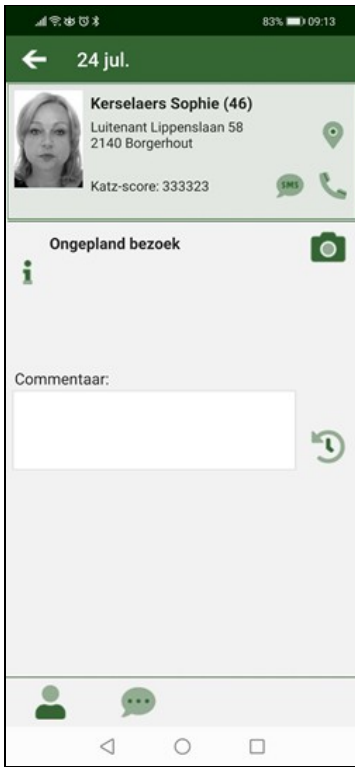 83% 09:13
24 jul.
Kerselaers Sophie (46)
Luitenant Lippenslaan 58
2140 Borgerhout
Katz-score: 333323
SMS
Ongepland bezoek
Commentaar: